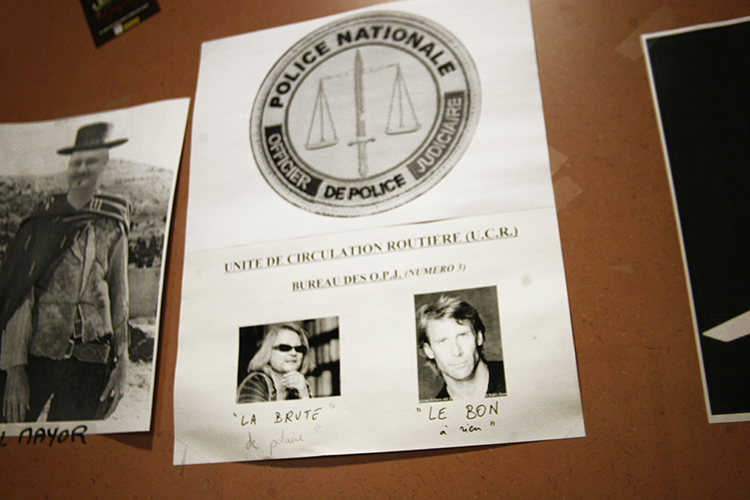 POLICE NATIONALE
OFFICIER DE POLICE JUDICIAIRE
UNITE DE CIRCULATION ROUTIERE (U.C.R.)
BUREAU DES O.P.J. (NUMERO 3)
"LA BRUTE"
de
"LE BON
à rien"
L MAYOR